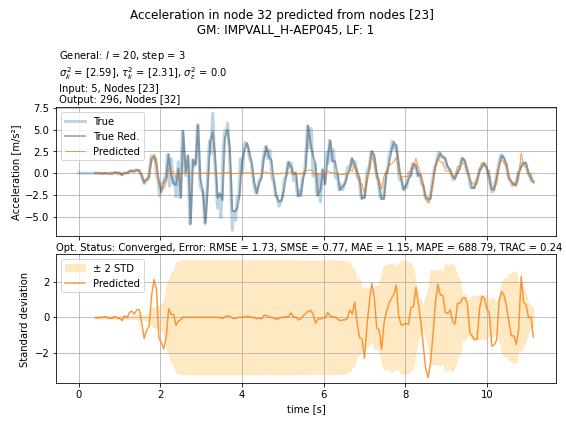 Acceleration in node 32 predicted from nodes [23]
GM: IMPVALL_H-AEP045, LF: 1
General: l = 20, step = 3
σ²ₖ = [2.59], τ²ₖ = [2.31], σ²ε = 0.0
Input: 5, Nodes [23]
Output: 296, Nodes [32]
7.5
5.0
2.5
0.0
−2.5
−5.0
Acceleration [m/s²]
True
True Red.
Predicted
Opt. Status: Converged, Error: RMSE = 1.73, SMSE = 0.77, MAE = 1.15, MAPE = 688.79, TRAC = 0.24
2
0
−2
Standard deviation
± 2 STD
Predicted
0 2 4 6 8 10
time [s]